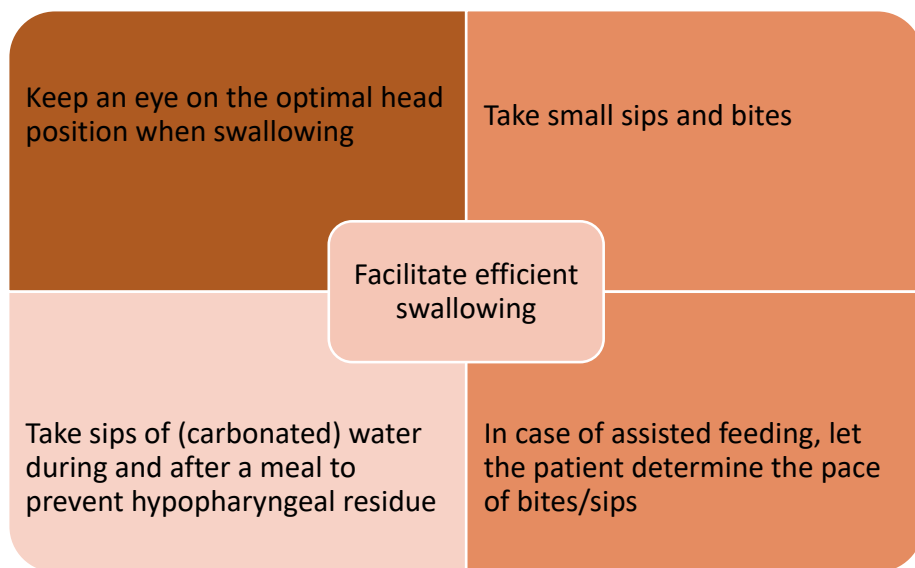 Keep an eye on the optimal head
position when swallowing
Take small sips and bites
Facilitate efficient
swallowing
Take sips of (carbonated) water
during and after a meal to
prevent hypopharyngeal residue
In case of assisted feeding, let
the patient determine the pace
of bites/sips